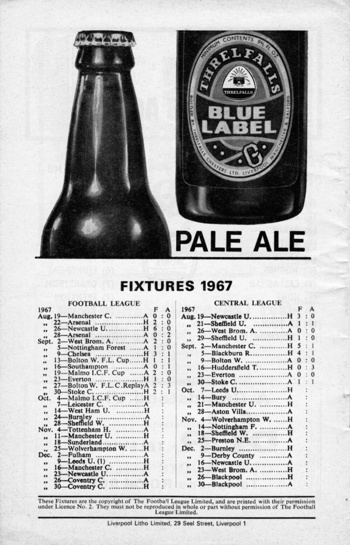 MINIMUM CONTENTS
THRELFALLS
THRELFALLS
BLUE
LABEL
PALE ALE
FIXTURES 1967
FOOTBALL LEAGUE
1967 F A
Aug. 19—Manchester C. A 0 : 0
„ 22—Arsenal H 2 : 0
„ 26—Newcastle U. H 6 : 0
„ 28—Arsenal A 0 : 2
Sept. 2—West Brom. A. A 2 : 0
„ 5—Nottingham Forest A 1 : 0
„ 9—Chelsea H 3 : 1
„ 13—Bolton W. F.L. Cup H 1 : 1
„ 16—Southampton A 0 : 1
„ 19—Malmo I.C.F. Cup A 2 : 0
„ 23—Everton H 1 : 0
„ 27—Bolton W. F.L.C. Replay A 2 : 3
„ 30—Stoke C. H 2 : 1
Oct. 4—Malmo I.C.F. Cup H :
„ 7—Leicester C. A :
„ 14—West Ham U. H :
„ 24—Burnley A :
„ 28—Sheffield W. H :
Nov. 4—Tottenham H. A :
„ 11—Manchester U. H :
„ 18—Sunderland A :
„ 25—Wolverhampton W. H :
Dec. 2—Fulham A :
„ 9—Leeds U. (1) H :
„ 16—Manchester C. H :
„ 23—Newcastle U. A :
„ 26—Coventry C. A :
„ 30—Coventry C. H :
CENTRAL LEAGUE
1967 F A
Aug. 19—Newcastle U. H 3 : 0
„ 21—Sheffield U. A 1 : 1
„ 26—West Brom. A. A 0 : 0
„ 29—Sheffield U. H 1 : 0
Sept. 2—Manchester C. H 5 : 1
„ 5—Blackburn R. H 4 : 1
„ 9—Bolton W. A 0 : 0
„ 16—Huddersfield T. H 0 : 3
„ 23—Everton A 0 : 0
„ 30—Stoke C. A 1 : 1
Oct. 7—Leeds U. H :
„ 14—Bury A :
„ 21—Manchester U. H :
„ 28—Aston Villa A :
Nov. 4—Wolverhampton W. H :
„ 14—Nottingham F. A :
„ 18—Sheffield W. H :
„ 25—Preston N.E. A :
Dec. 2—Burnley H :
„ 9—Derby County A :
„ 16—Newcastle U. A :
„ 23—West Brom. A. H :
„ 26—Blackpool H :
„ 30—Blackpool A :
These Fixtures are the copyright of The Football League Limited, and are printed with their permission
under Licence No. 2. They must not be reproduced in whole or part without permission of The Football
League Limited.
Liverpool Litho Limited, 29 Seel Street, Liverpool 1